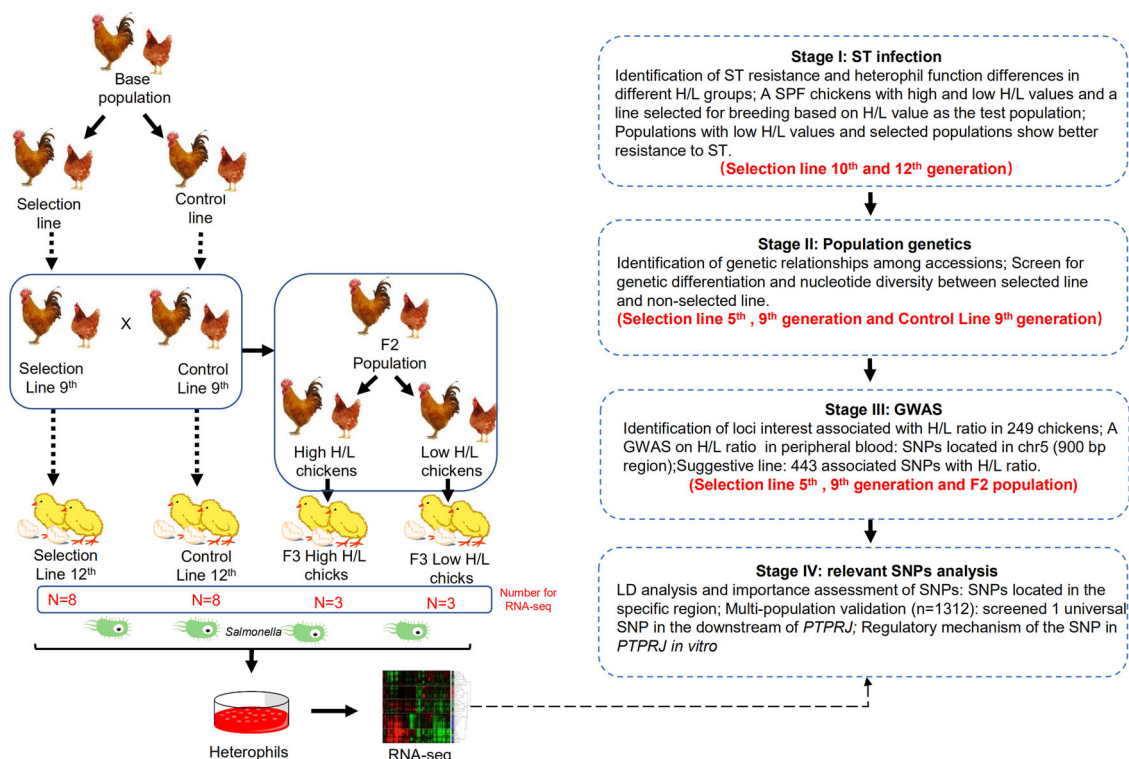 Base
population
Selection
line
Control
line
X
Selection
Line 9th
Control
Line 9th
F2
Population
High H/L
chickens
Low H/L
chickens
Selection
Line 12th
Control
Line 12th
F3 High H/L
chicks
F3 Low H/L
chicks
N=8
N=8
N=3
N=3
Number for
RNA-seq
Salmonella
Heterophils
RNA-seq
Stage I: ST infection
Identification of ST resistance and heterophil function differences in
different H/L groups; A SPF chickens with high and low H/L values and a
line selected for breeding based on H/L value as the test population;
Populations with low H/L values and selected populations show better
resistance to ST.
(Selection line 10th and 12th generation)
Stage II: Population genetics
Identification of genetic relationships among accessions; Screen for
genetic differentiation and nucleotide diversity between selected line
and non-selected line.
(Selection line 5th , 9th generation and Control Line 9th generation)
Stage III: GWAS
Identification of loci interest associated with H/L ratio in 249 chickens; A
GWAS on H/L ratio in peripheral blood: SNPs located in chr5 (900 bp
region);Suggestive line: 443 associated SNPs with H/L ratio.
(Selection line 5th , 9th generation and F2 population)
Stage IV: relevant SNPs analysis
LD analysis and importance assessment of SNPs: SNPs located in the
specific region; Multi-population validation (n=1312): screened 1 universal
SNP in the downstream of PTPRJ; Regulatory mechanism of the SNP in
PTPRJ in vitro